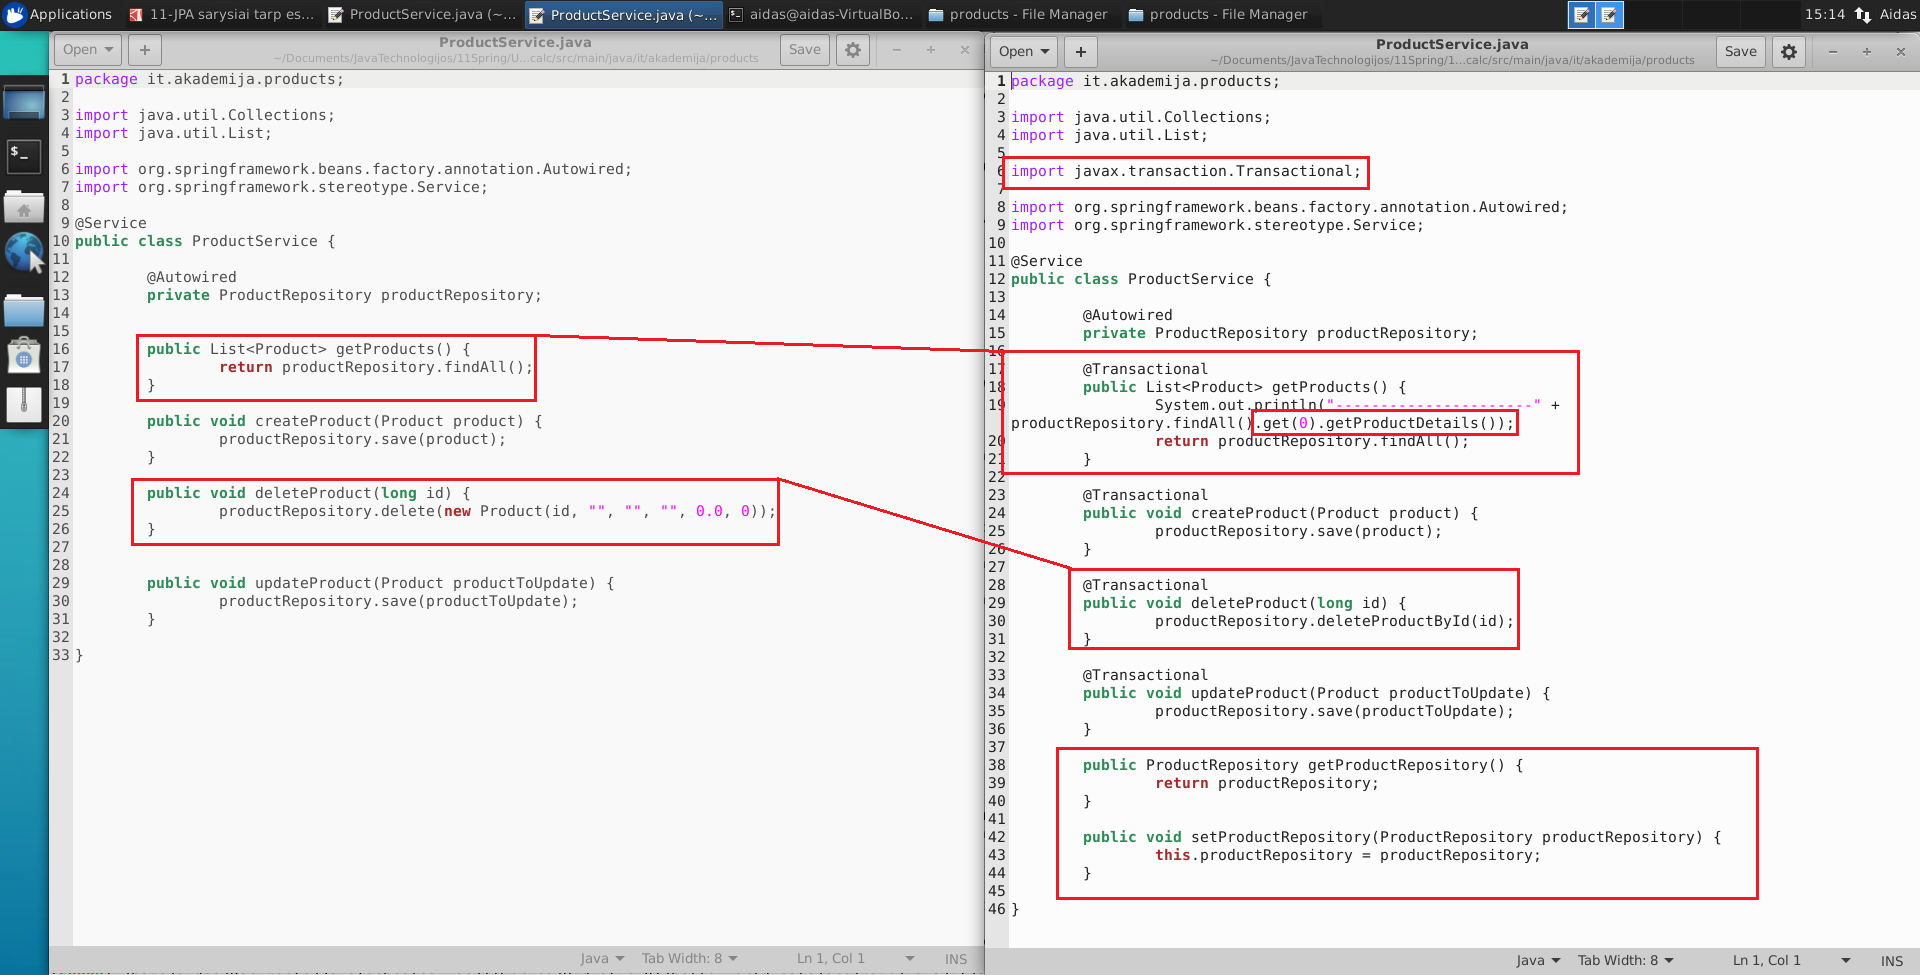 Applications
11-JPA sarysiai tarp es...
ProductService.java (~...
ProductService.java (~...
aidas@aidas-VirtualBo...
products - File Manager
products - File Manager
15:14
Aidas
Open
+
ProductService.java
~/Documents/JavaTechnologijos/11Spring/U...calc/src/main/java/it/akademija/products
Save
1 package it.akademija.products;
2
3 import java.util.Collections;
4 import java.util.List;
5
6 import org.springframework.beans.factory.annotation.Autowired;
7 import org.springframework.stereotype.Service;
8
9 @Service
10 public class ProductService {
11
12 @Autowired
13 private ProductRepository productRepository;
14
15
16 public List<Product> getProducts() {
17 return productRepository.findAll();
18 }
19
20 public void createProduct(Product product) {
21 productRepository.save(product);
22 }
23
24 public void deleteProduct(long id) {
25 productRepository.delete(new Product(id, "", "", "", 0.0, 0));
26 }
27
28
29 public void updateProduct(Product productToUpdate) {
30 productRepository.save(productToUpdate);
31 }
32
33 }
Java
Tab Width: 8
Ln 1, Col 1
INS
Open
+
ProductService.java
~/Documents/JavaTechnologijos/11Spring/1...calc/src/main/java/it/akademija/products
Save
1 package it.akademija.products;
2
3 import java.util.Collections;
4 import java.util.List;
5
6 import javax.transaction.Transactional;
7
8 import org.springframework.beans.factory.annotation.Autowired;
9 import org.springframework.stereotype.Service;
10
11 @Service
12 public class ProductService {
13
14 @Autowired
15 private ProductRepository productRepository;
16
17 @Transactional
18 public List<Product> getProducts() {
19 System.out.println("----------------------" +
productRepository.findAll().get(0).getProductDetails());
20 return productRepository.findAll();
21 }
22
23 @Transactional
24 public void createProduct(Product product) {
25 productRepository.save(product);
26 }
27
28 @Transactional
29 public void deleteProduct(long id) {
30 productRepository.deleteProductById(id);
31 }
32
33 @Transactional
34 public void updateProduct(Product productToUpdate) {
35 productRepository.save(productToUpdate);
36 }
37
38 public ProductRepository getProductRepository() {
39 return productRepository;
40 }
41
42 public void setProductRepository(ProductRepository productRepository) {
43 this.productRepository = productRepository;
44 }
45
46 }
Java
Tab Width: 8
Ln 1, Col 1
INS